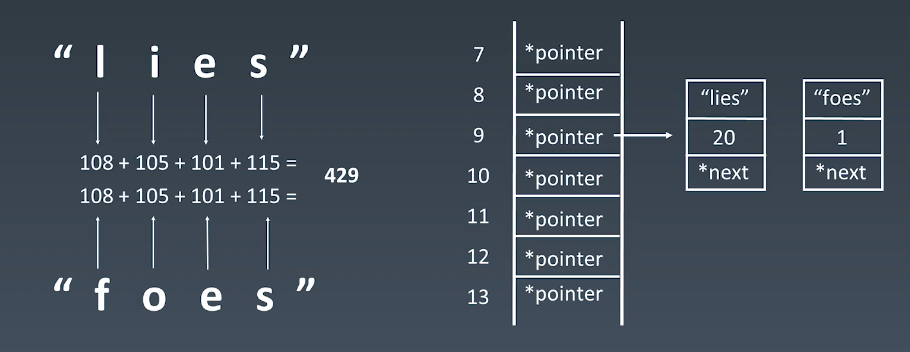 “ l i e s ”
108 + 105 + 101 + 115 =
108 + 105 + 101 + 115 =
429
“ f o e s ”
7 *pointer
8 *pointer
9 *pointer
10 *pointer
11 *pointer
12 *pointer
13 *pointer
“lies”
20
*next
“foes”
1
*next